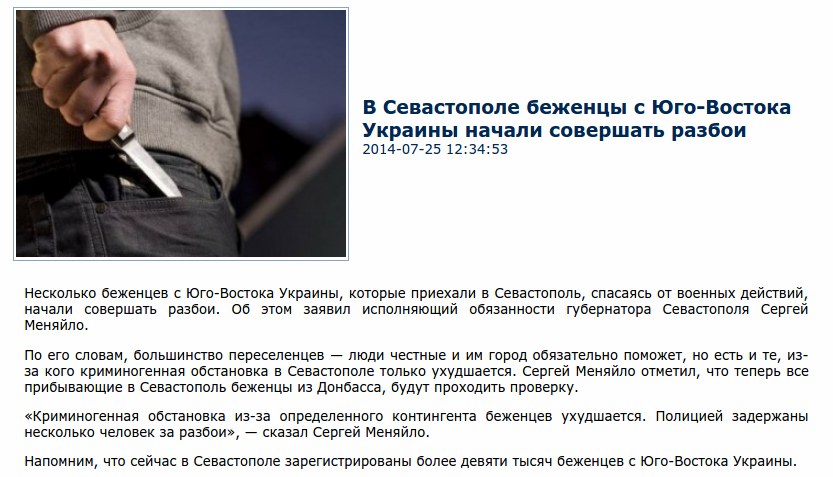 В Севастополе беженцы с Юго-Востока
Украины начали совершать разбои
2014-07-25 12:34:53
Несколько беженцев с Юго-Востока Украины, которые приехали в Севастополь, спасаясь от военных действий,
начали совершать разбои. Об этом заявил исполняющий обязанности губернатора Севастополя Сергей
Меняйло.
По его словам, большинство переселенцев — люди честные и им город обязательно поможет, но есть и те, из-
за кого криминогенная обстановка в Севастополе только ухудшается. Сергей Меняйло отметил, что теперь все
прибывающие в Севастополь беженцы из Донбасса, будут проходить проверку.
«Криминогенная обстановка из-за определенного контингента беженцев ухудшается. Полицией задержаны
несколько человек за разбои», — сказал Сергей Меняйло.
Напомним, что сейчас в Севастополе зарегистрированы более девяти тысяч беженцев с Юго-Востока Украины.